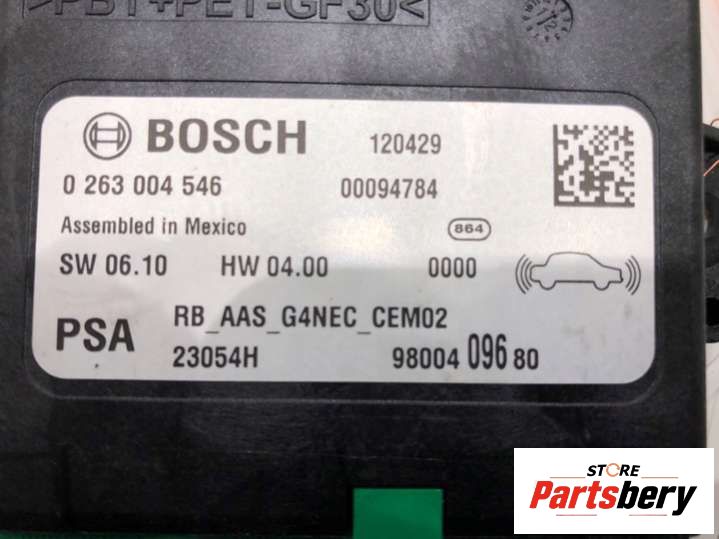 >PBT+PET-GF30<
BOSCH 120429
0 263 004 546 00094784
Assembled in Mexico 864
SW 06.10 HW 04.00 0000
PSA RB_AAS_G4NEC_CEM02
23054H 98004 096 80
STORE
Partsbery